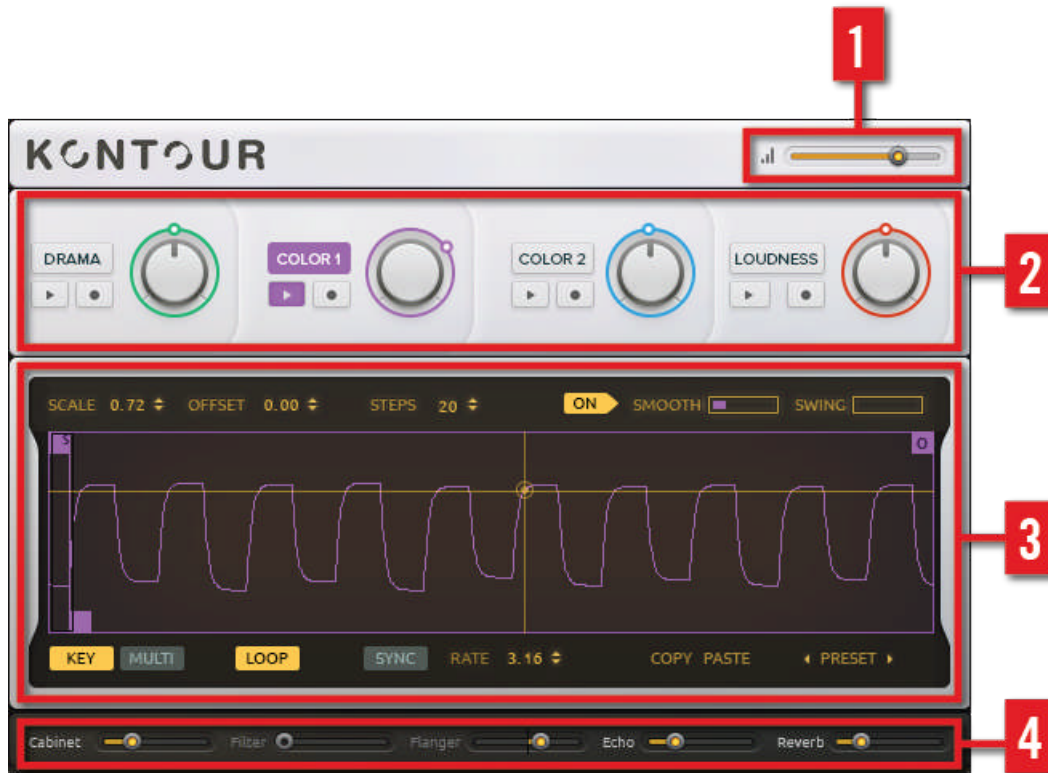 1
KONTOUR
2
DRAMA
COLOR 1
COLOR 2
LOUDNESS
3
SCALE 0.72 OFFSET 0.00 STEPS 20 ON SMOOTH SWING
S
O
KEY MULTI LOOP SYNC RATE 3.16 COPY PASTE PRESET
4
Cabinet Filter Flanger Echo Reverb